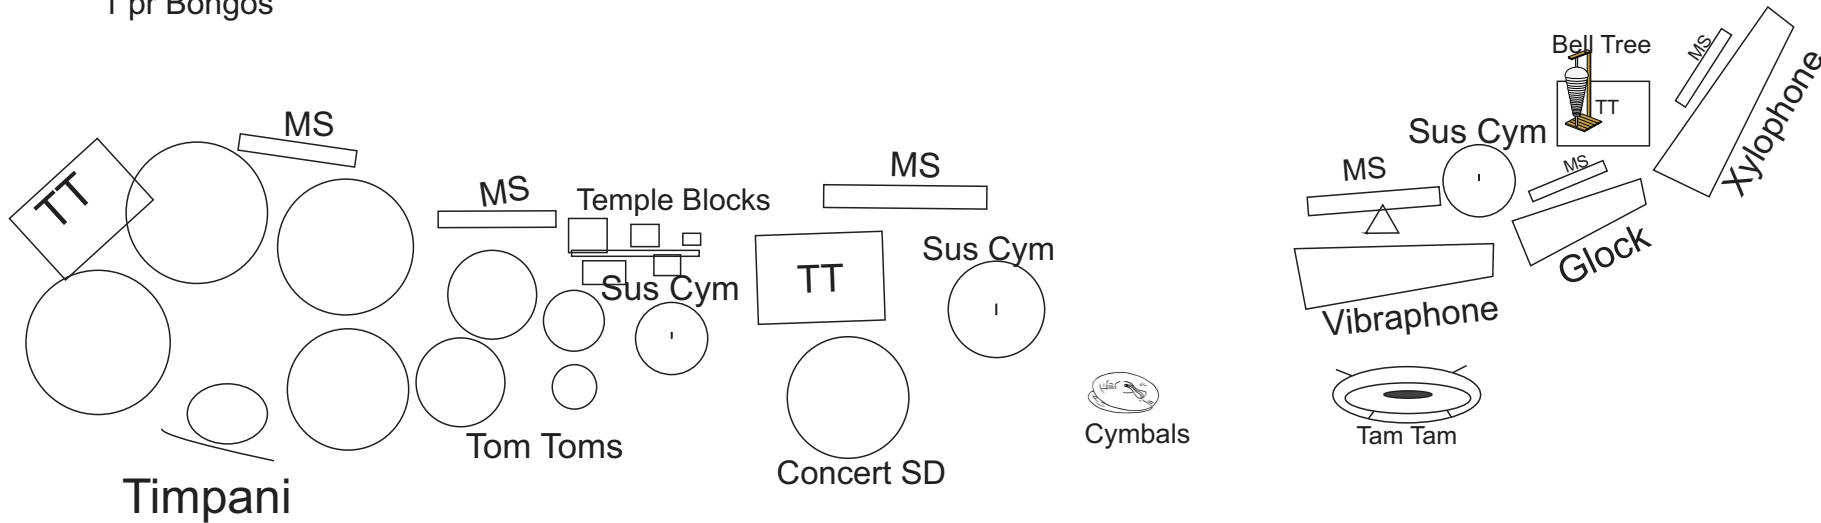 1 pr Bongos
TT
MS
MS
Temple Blocks
Sus Cym
Tom Toms
Timpani
MS
TT
Sus Cym
Concert SD
Cymbals
MS
Sus Cym
Bell Tree
TT
MS
MS
Xylophone
Glock
Vibraphone
Tam Tam